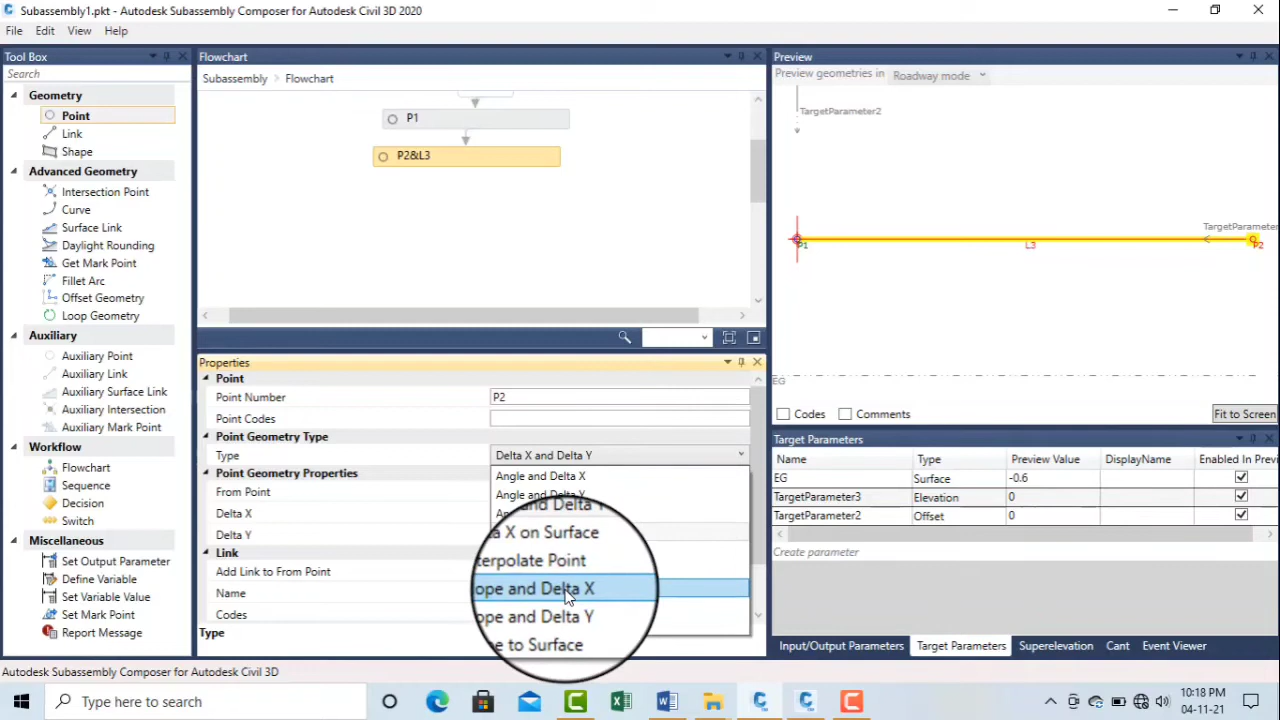 Subassembly1.pkt - Autodesk Subassembly Composer for Autodesk Civil 3D 2020
File Edit View Help
Tool Box
Search
Geometry
Point
Link
Shape
Advanced Geometry
Intersection Point
Curve
Surface Link
Daylight Rounding
Get Mark Point
Fillet Arc
Offset Geometry
Loop Geometry
Auxiliary
Auxiliary Point
Auxiliary Link
Auxiliary Surface Link
Auxiliary Intersection
Auxiliary Mark Point
Workflow
Flowchart
Sequence
Decision
Switch
Miscellaneous
Set Output Parameter
Define Variable
Set Variable Value
Set Mark Point
Report Message
Flowchart
Subassembly > Flowchart
P1
P2&L3
Properties
Point
Point Number P2
Point Codes
Point Geometry Type
Type Delta X and Delta Y
Angle and Delta X
Angle and Delta Y
Point Geometry Properties
From Point
Delta X
Delta Y
Link
Add Link to From Point
Name
Codes
and Delta Y
a X on Surface
terpolate Point
ope and Delta X
ope and Delta Y
e to Surface
Type
Preview
Preview geometries in Roadway mode
TargetParameter2
TargetParameter
P1 L3 P2
EG
Codes Comments Fit to Screen
Target Parameters
Name Type Preview Value DisplayName Enabled In Previ
EG Surface -0.6
TargetParameter3 Elevation 0
TargetParameter2 Offset 0
Create parameter
Input/Output Parameters Target Parameters Superelevation Cant Event Viewer
Autodesk Subassembly Composer for Autodesk Civil 3D
Type here to search
10:18 PM
04-11-21